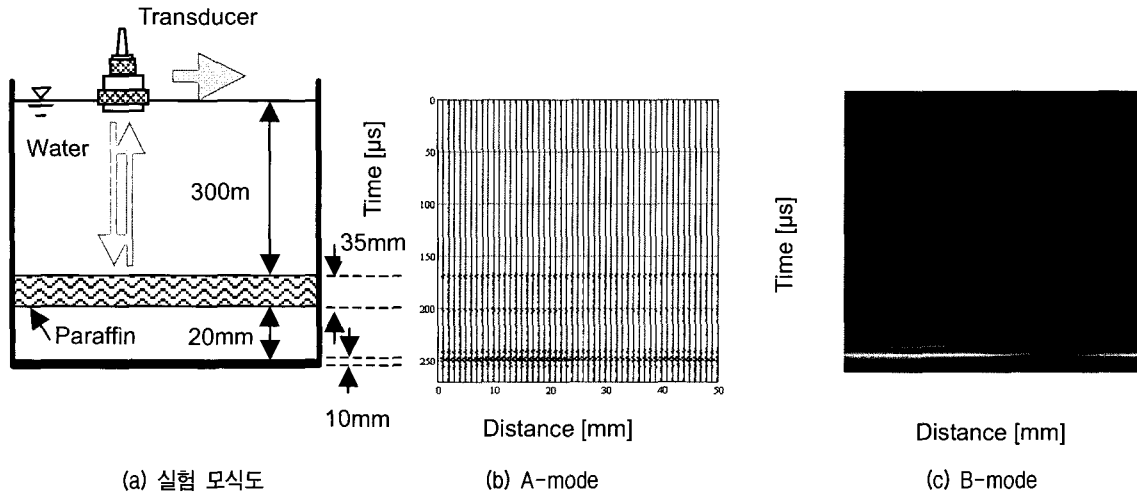 Transducer
Water
300m
35mm
Paraffin
20mm
10mm
Time [μs]
0
50
100
150
200
250
0
10
20
30
40
50
Distance [mm]
Time [μs]
Distance [mm]
(a) 실험 모식도
(b) A-mode
(c) B-mode